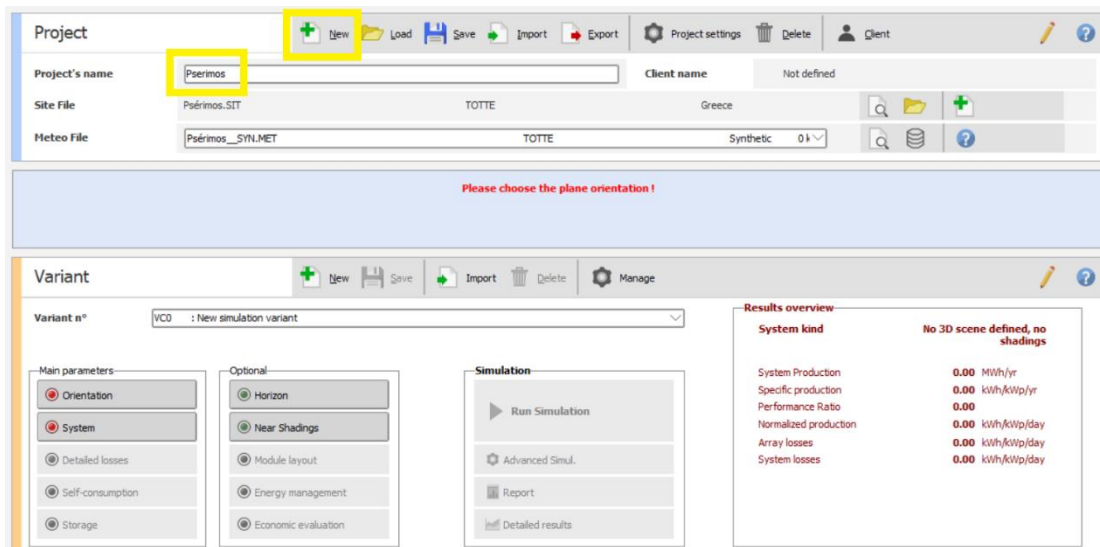 Project New Load Save Import Export Project settings Delete Client
Project's name Pserimos Client name Not defined
Site File Psérimos.SIT TOTTE Greece
Meteo File Psérimos__SYN.MET TOTTE Synthetic 0 k
Please choose the plane orientation !
Variant New Save Import Delete Manage
Variant n° VC0 : New simulation variant
Results overview
System kind No 3D scene defined, no
shadings
Main parameters Optional Simulation
Orientation Horizon Run Simulation
System Near Shadings
Detailed losses Module layout Advanced Simul.
Self-consumption Energy management Report
Storage Economic evaluation Detailed results
System Production 0.00 MWh/yr
Specific production 0.00 kWh/kWp/yr
Performance Ratio 0.00
Normalized production 0.00 kWh/kWp/day
Array losses 0.00 kWh/kWp/day
System losses 0.00 kWh/kWp/day